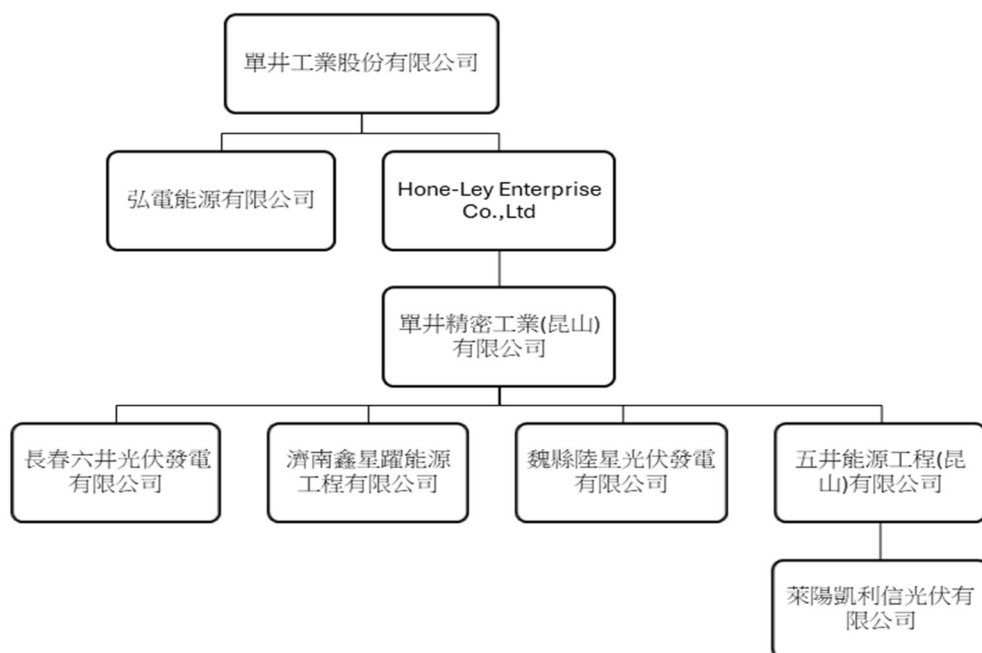 單井工業股份有限公司
弘電能源有限公司
Hone-Ley Enterprise
Co.,Ltd
單井精密工業(昆山)
有限公司
長春六井光伏發電
有限公司
濟南鑫星躍能源
工程有限公司
魏縣陸星光伏發電
有限公司
五井能源工程(昆
山)有限公司
萊陽凱利信光伏有
限公司